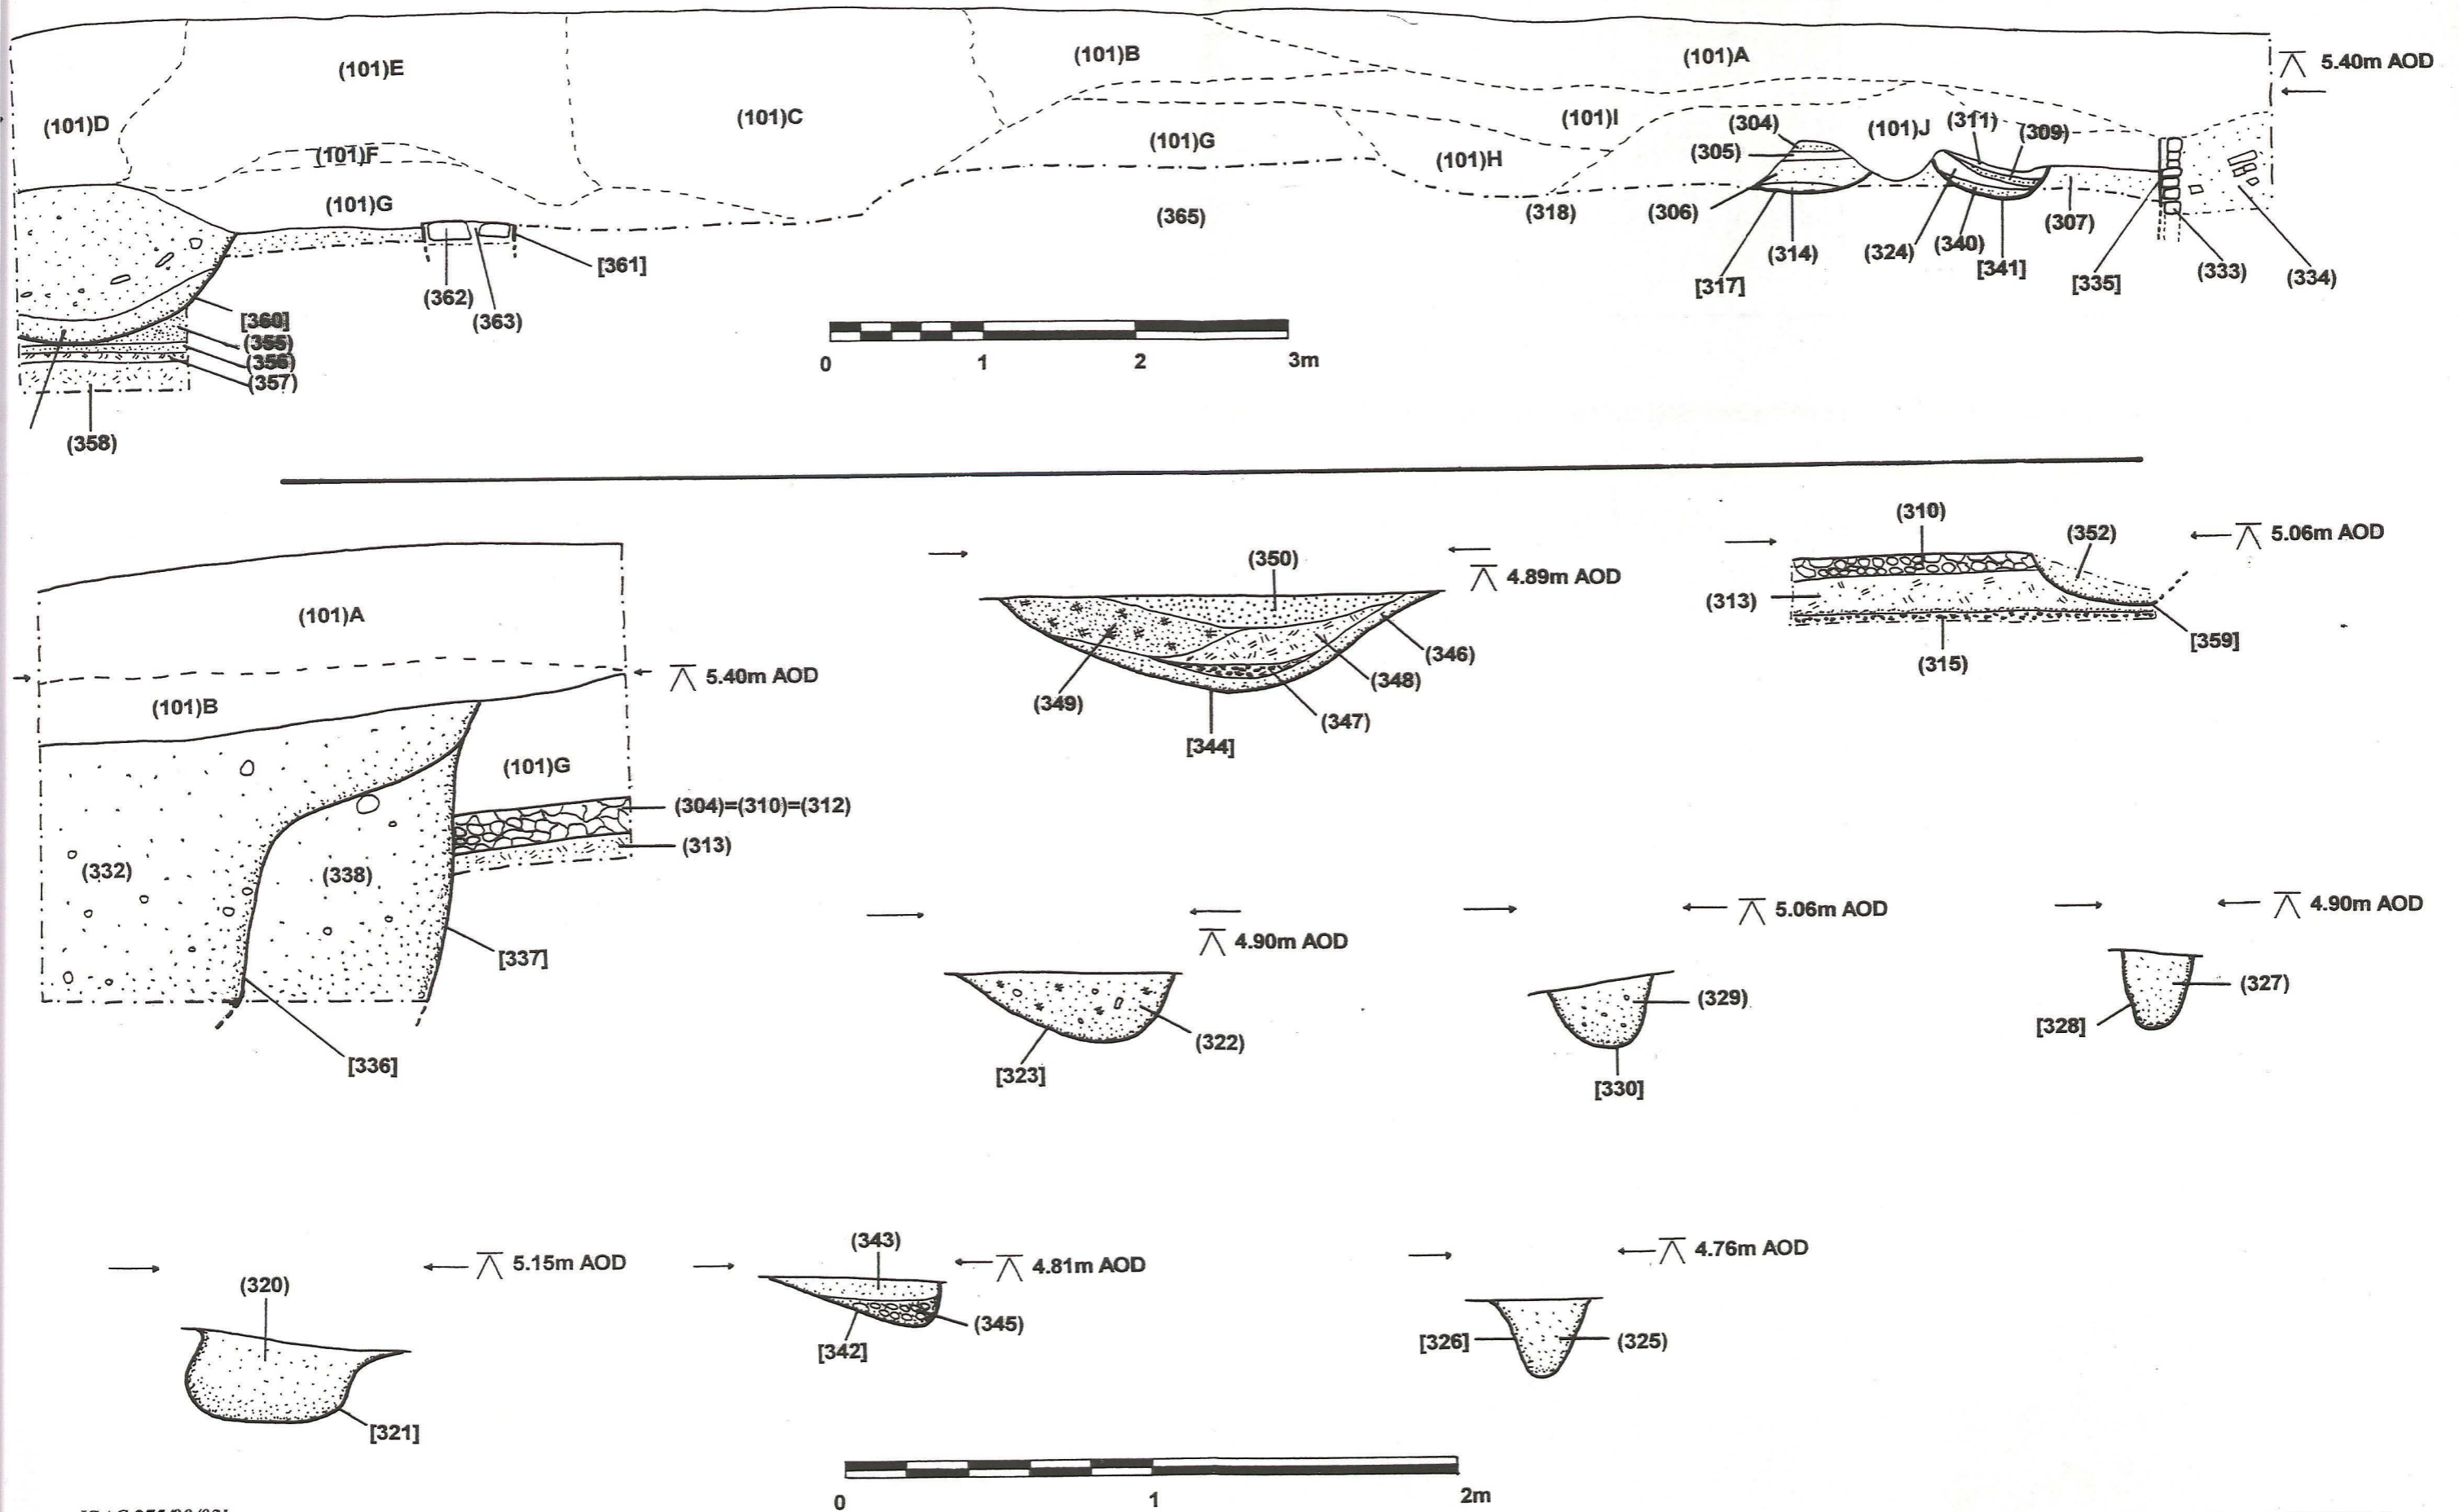 (101)D
(101)E
(101)F
(101)G
(101)C
(101)B
(101)G
(101)H
(101)I
(101)A
(101)J
5.40m AOD
(304)
(305)
(306)
(311)
(309)
(318)
(365)
(314)
[317]
(324)
(340)
[341]
(307)
[335]
(333)
(334)
[361]
(362)
(363)
[360]
(355)
(356)
(357)
(358)
0 1 2 3m
(101)A
5.40m AOD
(101)B
(101)G
(304)=(310)=(312)
(313)
(332)
(338)
[337]
[336]
(350)
4.89m AOD
(346)
(348)
(349)
(347)
[344]
(310)
(352)
5.06m AOD
(313)
[359]
(315)
4.90m AOD
(322)
[323]
5.06m AOD
(329)
[330]
4.90m AOD
(327)
[328]
5.15m AOD
(320)
[321]
(343)
4.81m AOD
(345)
[342]
4.76m AOD
[326]
(325)
0 1 2m